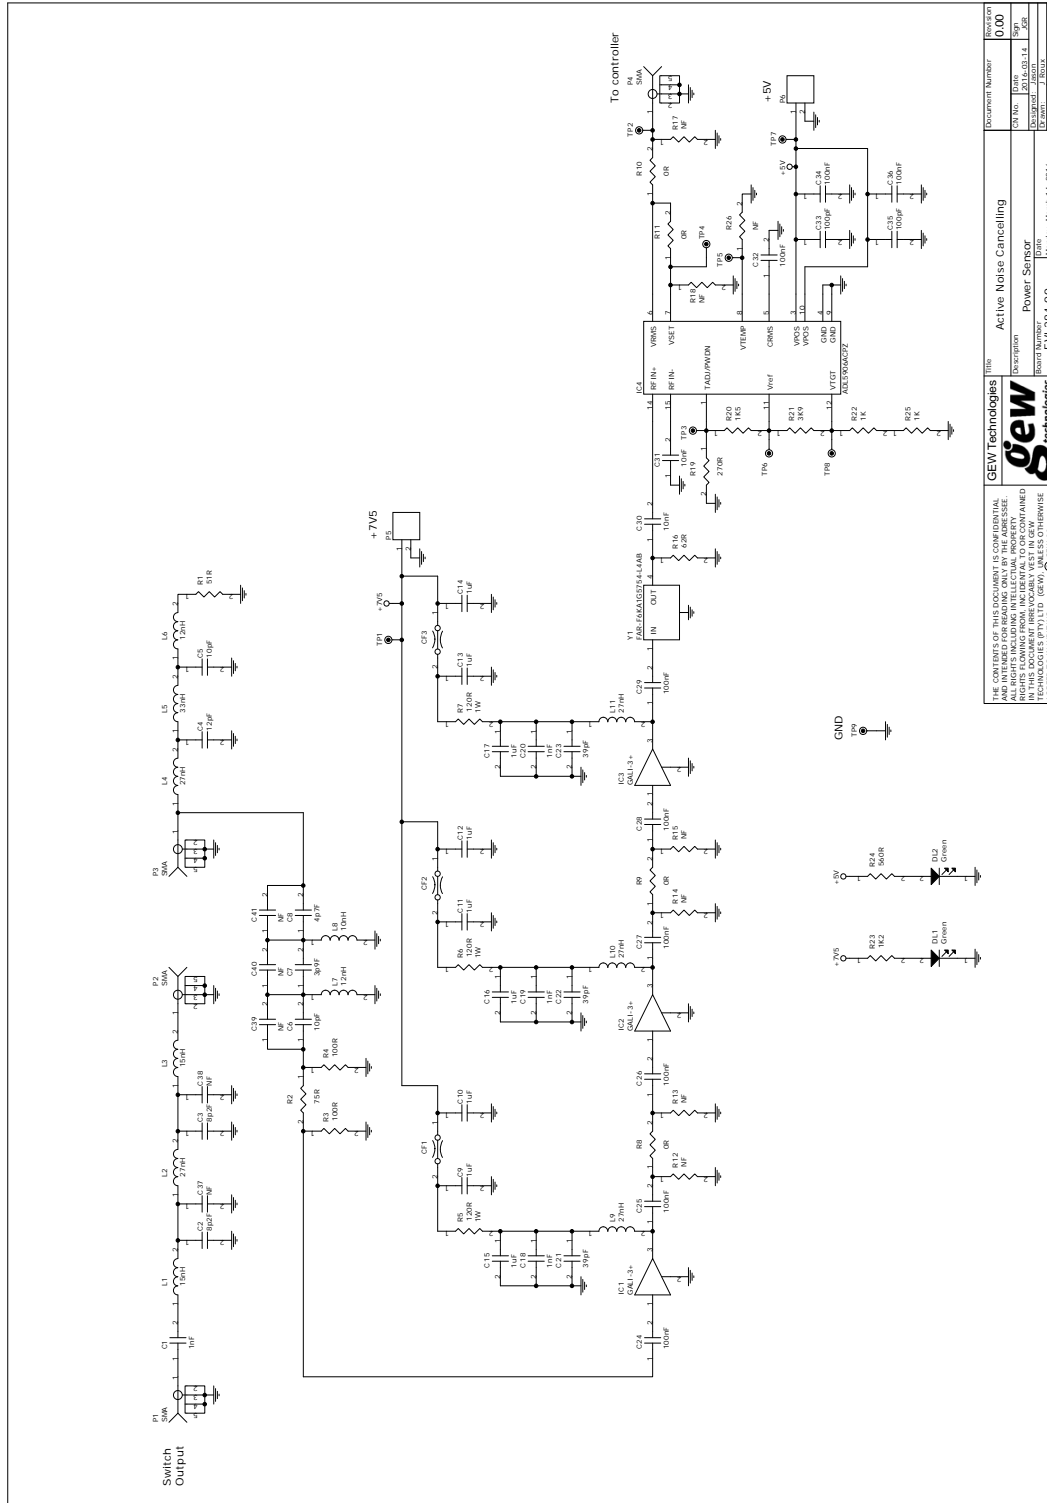 Switch
Output
P1
SMA
C1
1nF
L1
15nH
C2
8p2F
C37
NF
L2
27nH
C3
8p2F
C38
NF
L3
15nH
P2
SMA
P3
SMA
L4
27nH
C4
12pF
L5
33nH
C5
10pF
L6
12nH
R1
51R
R3
100R
R2
75R
R4
100R
C39
NF
C6
10pF
L7
12nH
C40
NF
C7
3p9F
L8
10nH
C41
NF
C8
4p7F
+7V5
P5
TP1
+7V5
R5
120R
1W
C9
1uF
CF1
C10
1uF
C15
1uF
C18
1nF
C21
39pF
L9
27nH
R6
120R
1W
C11
1uF
CF2
C12
1uF
C16
1uF
C19
1nF
C22
39pF
L10
27nH
R7
120R
1W
C13
1uF
CF3
C14
1uF
C17
1uF
C20
1nF
C23
39pF
L11
27nH
C24
100nF
IC1
GALI-3+
C25
100nF
R12
NF
R8
0R
R13
NF
C26
100nF
IC2
GALI-3+
C27
100nF
R14
NF
R9
0R
R15
NF
C28
100nF
IC3
GALI-3+
C29
100nF
Y1
FAR-F6KA1G5754-L4AB
IN
OUT
R16
62R
C30
10nF
C31
10nF
R19
270R
TP3
R20
1K5
TP6
R21
3K9
TP8
R22
1K
R25
1K
IC4
RFIN+
RFIN-
TADJ/PWDN
Vref
VTGT
VRMS
VSET
VTEMP
CRMS
VPOS
VPOS
GND
GND
ADL5906ACPZ
R18
NF
R11
0R
TP4
TP5
R26
NF
C32
100nF
R10
0R
TP2
R17
NF
To controller
P4
SMA
+5V
P6
TP7
+5V
C33
100pF
C34
100nF
C35
100pF
C36
100nF
GND
TP9
+7V5
R23
1K2
DL1
Green
+5V
R24
560R
DL2
Green
THE CONTENTS OF THIS DOCUMENT IS CONFIDENTIAL
AND INTENDED FOR READING ONLY BY THE ADRESSEE.
ALL RIGHTS INCLUDING INTELLECTUAL PROPERTY
RIGHTS FLOWING FROM, INCIDENTAL TO OR CONTAINED
IN THIS DOCUMENT IRREVOCABLY VEST IN GEW
TECHNOLOGIES (PTY) LTD (GEW), UNLESS OTHERWISE
GEW Technologies
gew
technologies
Title
Active Noise Cancelling
Description
Power Sensor
Board Number
Date
Document Number
Revision
0.00
CN No.
Date
2016-03-14
Sign
JGR
Designed: Jason
Drawn: J Roux